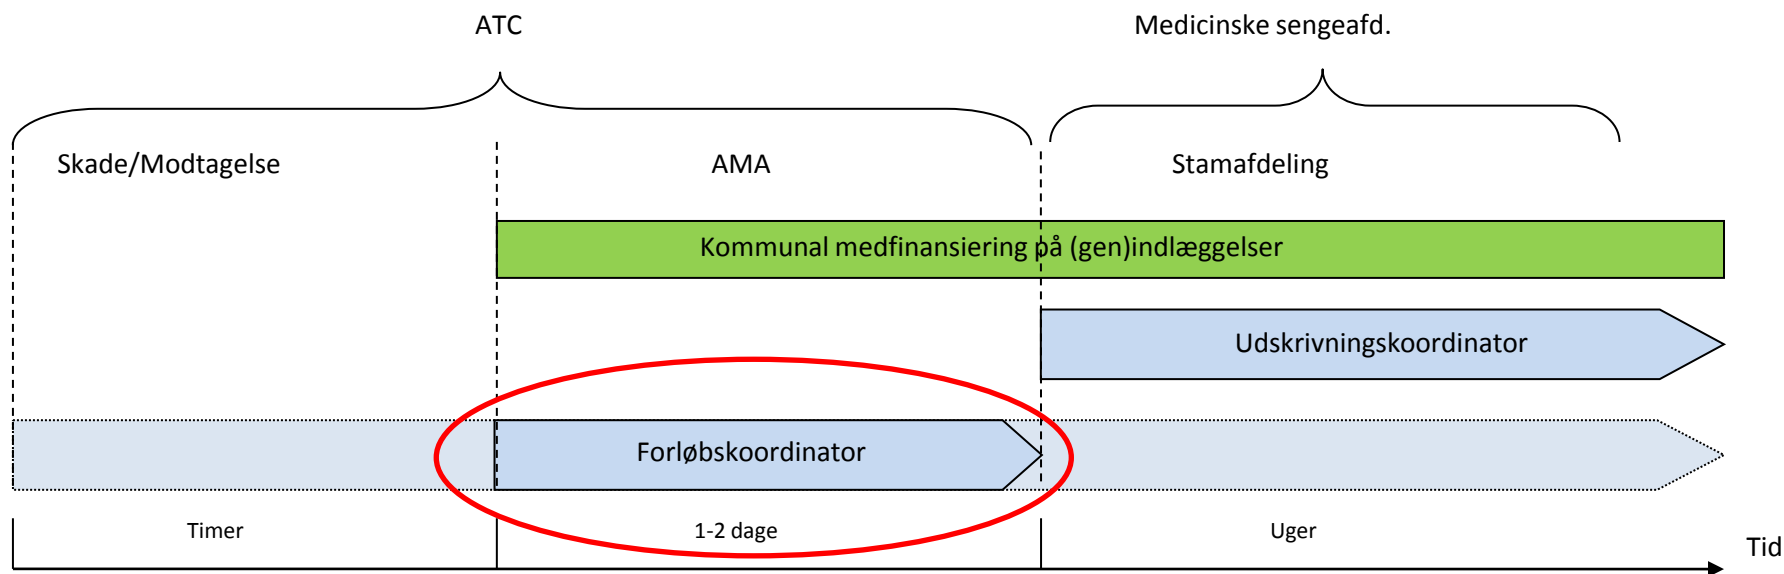 ATC
Medicinske sengeafd.
Skade/Modtagelse
AMA
Stamafdeling
Kommunal medfinansiering på (gen)indlæggelser
Udskrivningskoordinator
Forløbskoordinator
Timer
1-2 dage
Uger
Tid